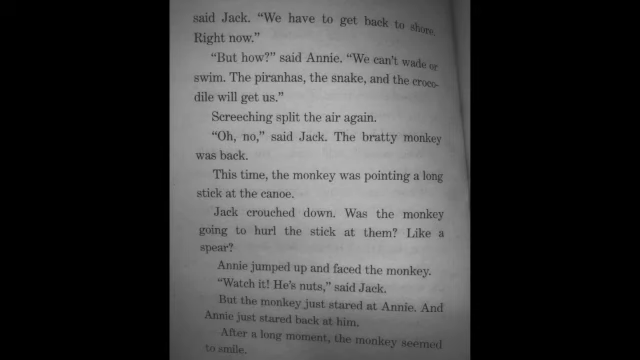 said Jack. “We have to get back to shore.
Right now.”
“But how?” said Annie. “We can’t wade or
swim. The piranhas, the snake, and the croco-
dile will get us.”
Screeching split the air again.
“Oh, no,” said Jack. The bratty monkey
was back.
This time, the monkey was pointing a long
stick at the canoe.
Jack crouched down. Was the monkey
going to hurl the stick at them? Like a
spear?
Annie jumped up and faced the monkey.
“Watch it! He’s nuts,” said Jack.
But the monkey just stared at Annie. And
Annie just stared back at him.
After a long moment, the monkey seemed
to smile.